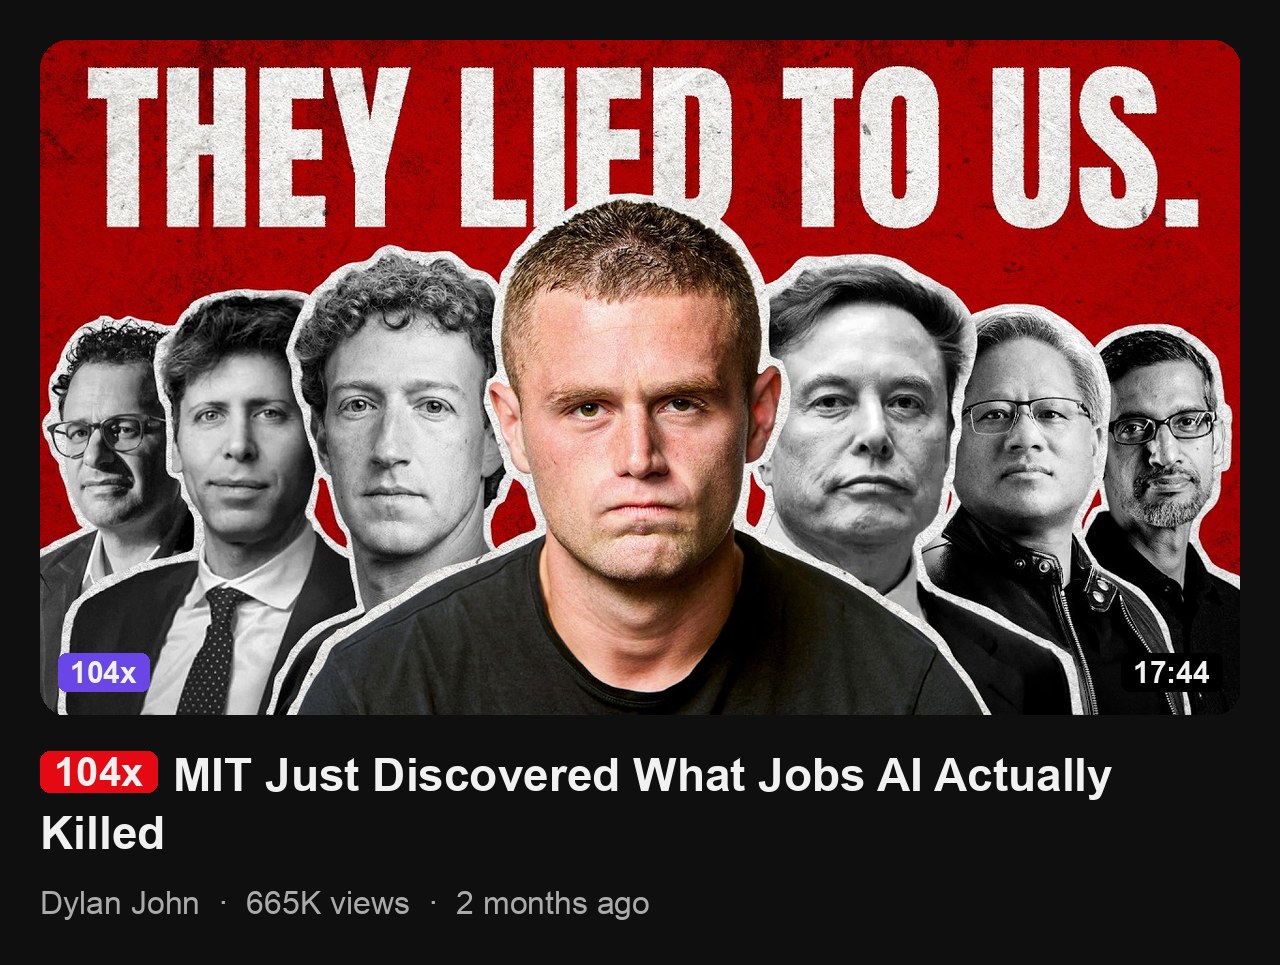 THEY LIED TO US.
104x
17:44
104x MIT Just Discovered What Jobs AI Actually
Killed
Dylan John · 665K views · 2 months ago